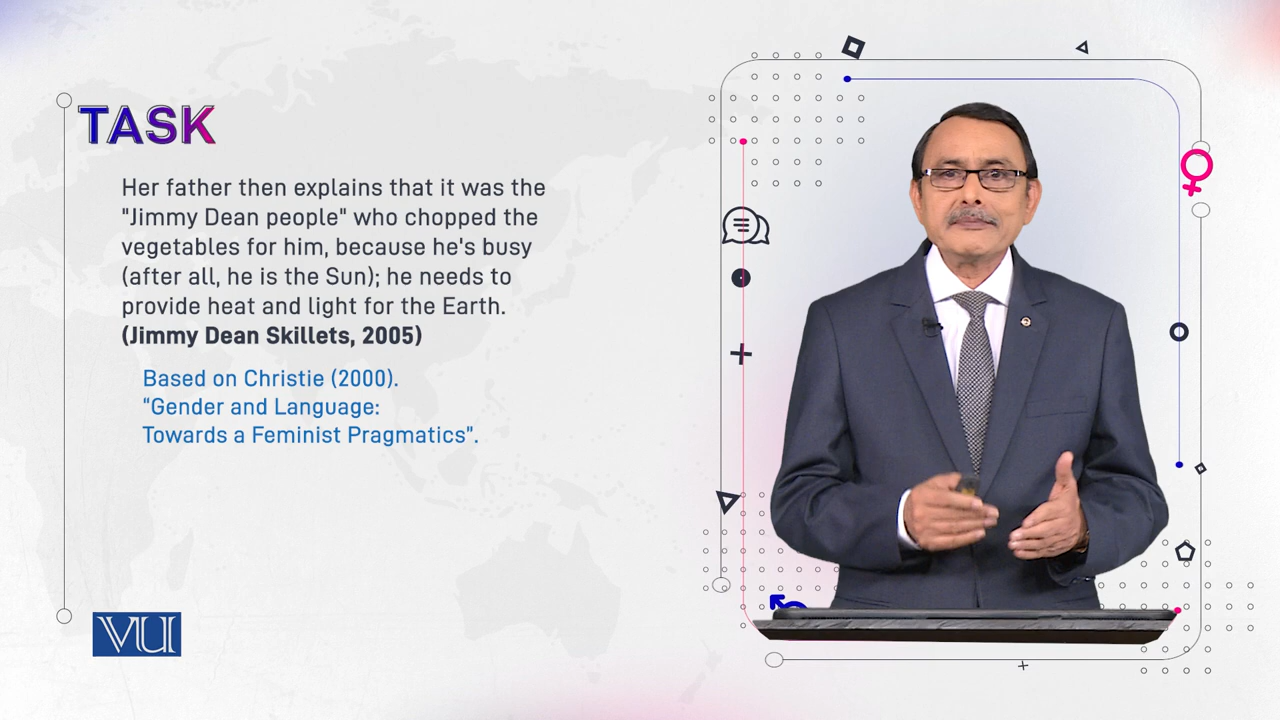 TASK
Her father then explains that it was the
"Jimmy Dean people" who chopped the
vegetables for him, because he's busy
(after all, he is the Sun); he needs to
provide heat and light for the Earth.
(Jimmy Dean Skillets, 2005)
Based on Christie (2000).
“Gender and Language:
Towards a Feminist Pragmatics".
VU